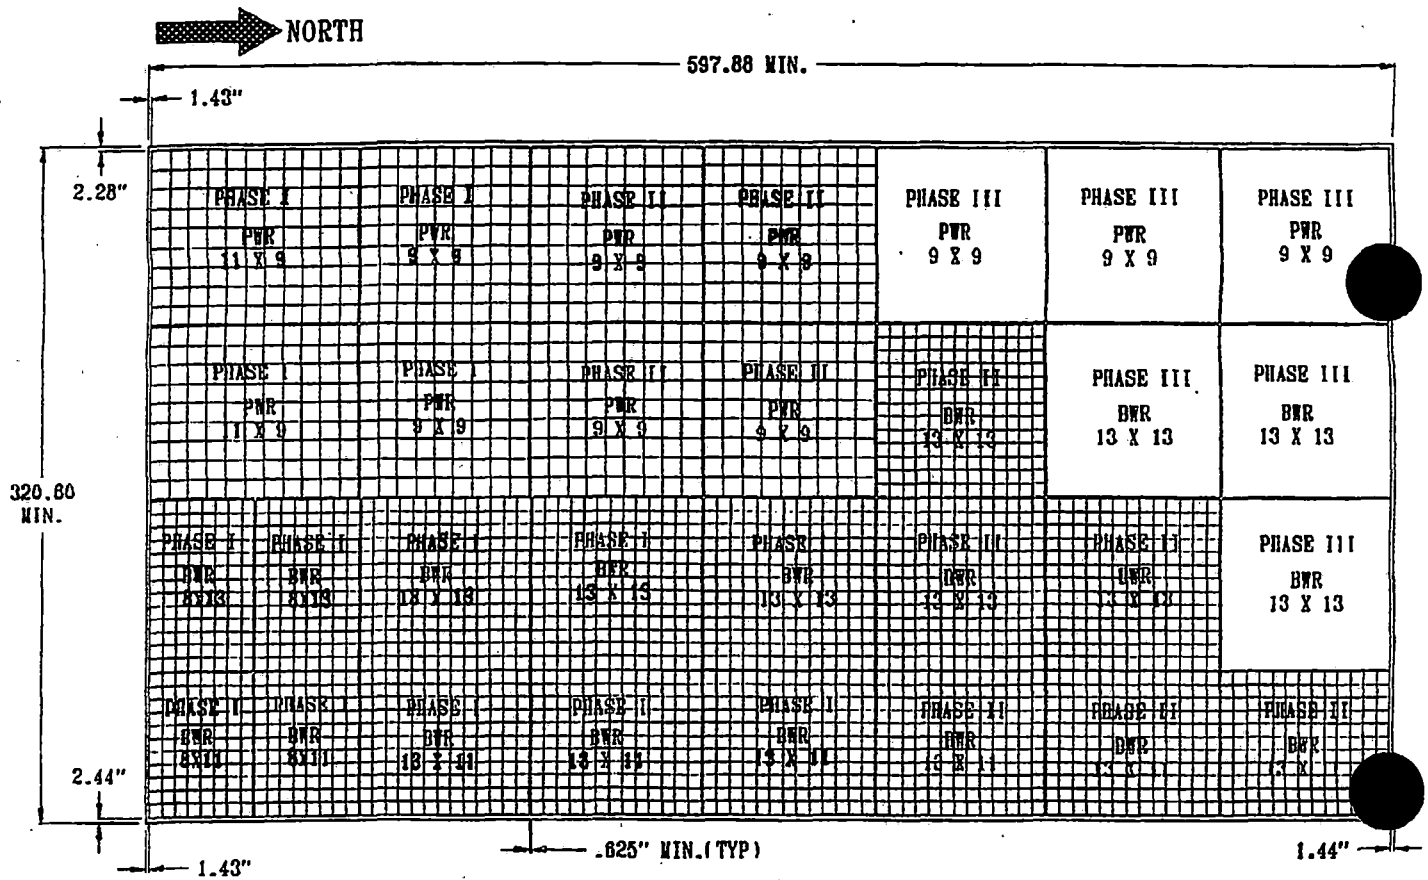 NORTH
597.88 MIN.
1.43"
2.28"
PHASE I
PWR
11 X 9
PHASE I
PWR
9 X 9
PHASE II
PWR
9 X 9
PHASE II
PWR
9 X 9
PHASE III
PWR
9 X 9
PHASE III
PWR
9 X 9
PHASE III
PWR
9 X 9
PHASE I
PWR
11 X 9
PHASE I
PWR
9 X 9
PHASE II
PWR
9 X 9
PHASE II
PWR
9 X 9
PHASE II
BWR
13 X 13
PHASE III
BWR
13 X 13
PHASE III
BWR
13 X 13
320.80
MIN.
PHASE I
BWR
8X13
PHASE I
BWR
8X13
PHASE I
BWR
13 X 13
PHASE I
BWR
13 X 13
PHASE
BWR
13 X 13
PHASE II
BWR
13 X 13
PHASE II
BWR
13 X 13
PHASE III
BWR
13 X 13
PHASE I
BWR
8X11
PHASE I
BWR
8X11
PHASE I
BWR
13 X 11
PHASE I
BWR
13 X 11
PHASE I
BWR
13 X 11
PHASE II
BWR
13 X 11
PHASE II
BWR
PHASE II
BWR
2.44"
.625" MIN.(TYP)
1.44"
1.43"